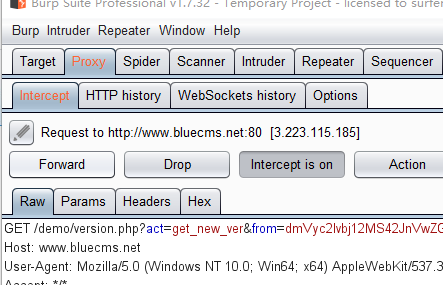 Burp Suite Professional v1.7.32 - Temporary Project - licensed to surfer
Burp Intruder Repeater Window Help
Target Proxy Spider Scanner Intruder Repeater Sequencer
Intercept HTTP history WebSockets history Options
Request to http://www.bluecms.net:80 [3.223.115.185]
Forward Drop Intercept is on Action
Raw Params Headers Hex
GET /demo/version.php?act=get_new_ver&from=
Host: www.bluecms.net
User-Agent: Mozilla/5.0 (Windows NT 10.0; Win64; x64) AppleWebKit/537.3
Accept: */*